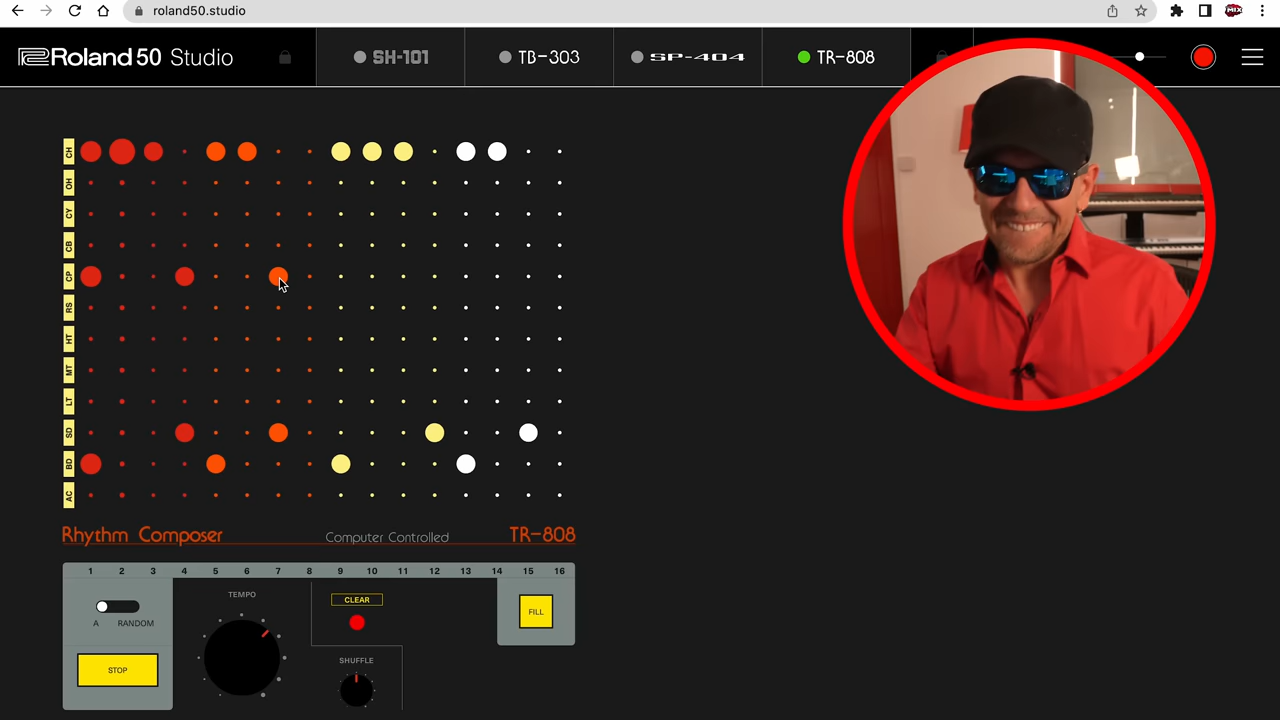 roland50.studio
MIX
Roland50 Studio
SH-101
TB-303
SP-404
TR-808
CH
OH
CY
CB
CP
RS
HT
MT
LT
SD
BD
AC
Rhythm Composer
Computer Controlled
TR-808
1 2 3 4 5 6 7 8 9 10 11 12 13 14 15 16
A RANDOM
STOP
TEMPO
CLEAR
SHUFFLE
FILL